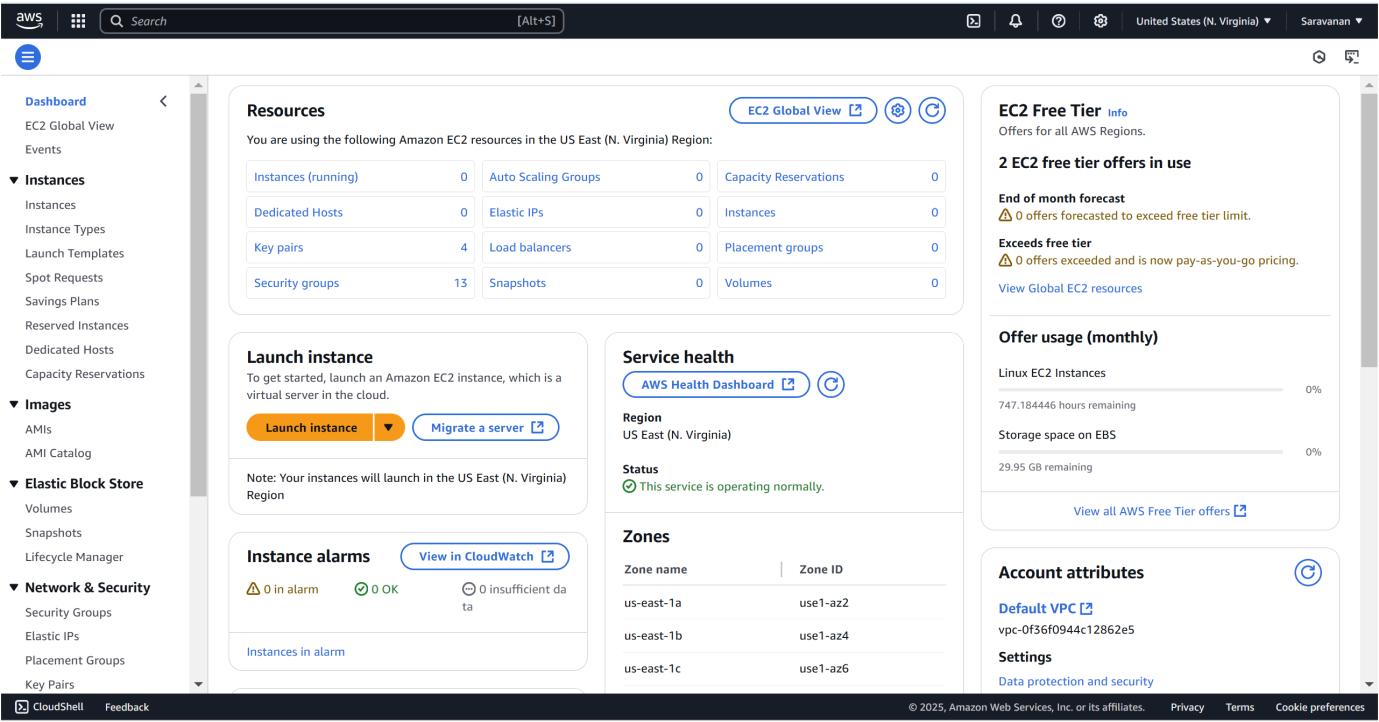 aws
Search [Alt+S]
United States (N. Virginia) ▼
Saravanan ▼
Dashboard
EC2 Global View
Events
▼ Instances
Instances
Instance Types
Launch Templates
Spot Requests
Savings Plans
Reserved Instances
Dedicated Hosts
Capacity Reservations
▼ Images
AMIs
AMI Catalog
▼ Elastic Block Store
Volumes
Snapshots
Lifecycle Manager
▼ Network & Security
Security Groups
Elastic IPs
Placement Groups
Key Pairs
Resources
EC2 Global View
You are using the following Amazon EC2 resources in the US East (N. Virginia) Region:
Instances (running) 0 Auto Scaling Groups 0 Capacity Reservations 0
Dedicated Hosts 0 Elastic IPs 0 Instances 0
Key pairs 4 Load balancers 0 Placement groups 0
Security groups 13 Snapshots 0 Volumes 0
Launch instance
To get started, launch an Amazon EC2 instance, which is a
virtual server in the cloud.
Launch instance ▼ Migrate a server
Note: Your instances will launch in the US East (N. Virginia)
Region
Instance alarms
View in CloudWatch
0 in alarm 0 OK 0 insufficient da
ta
Instances in alarm
Service health
AWS Health Dashboard
Region
US East (N. Virginia)
Status
This service is operating normally.
Zones
Zone name Zone ID
us-east-1a use1-az2
us-east-1b use1-az4
us-east-1c use1-az6
EC2 Free Tier Info
Offers for all AWS Regions.
2 EC2 free tier offers in use
End of month forecast
0 offers forecasted to exceed free tier limit.
Exceeds free tier
0 offers exceeded and is now pay-as-you-go pricing.
View Global EC2 resources
Offer usage (monthly)
Linux EC2 Instances
0%
747.184446 hours remaining
Storage space on EBS
0%
29.95 GB remaining
View all AWS Free Tier offers
Account attributes
Default VPC
vpc-0f36f0944c12862e5
Settings
Data protection and security
CloudShell Feedback
© 2025, Amazon Web Services, Inc. or its affiliates. Privacy Terms Cookie preferences